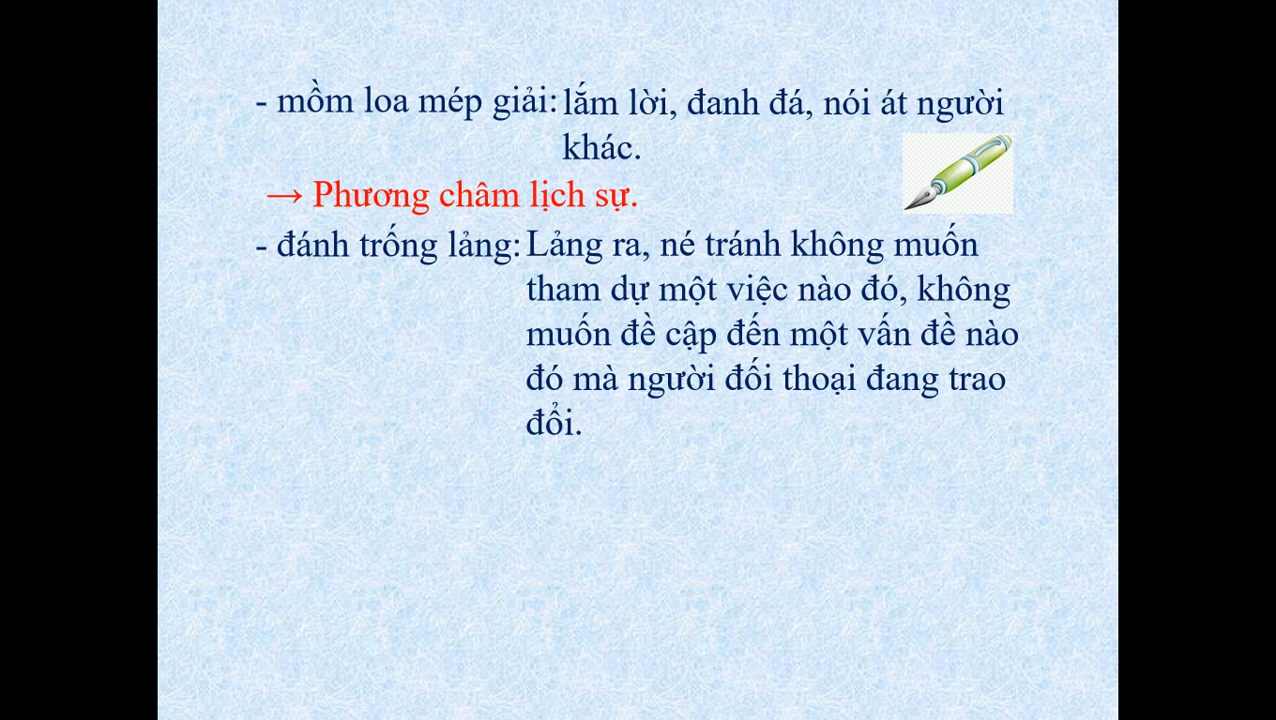 - mồm loa mép giải: lắm lời, đanh đá, nói át người
khác.
→ Phương châm lịch sự.
- đánh trống lảng: Lảng ra, né tránh không muốn
tham dự một việc nào đó, không
muốn đề cập đến một vấn đề nào
đó mà người đối thoại đang trao
đổi.